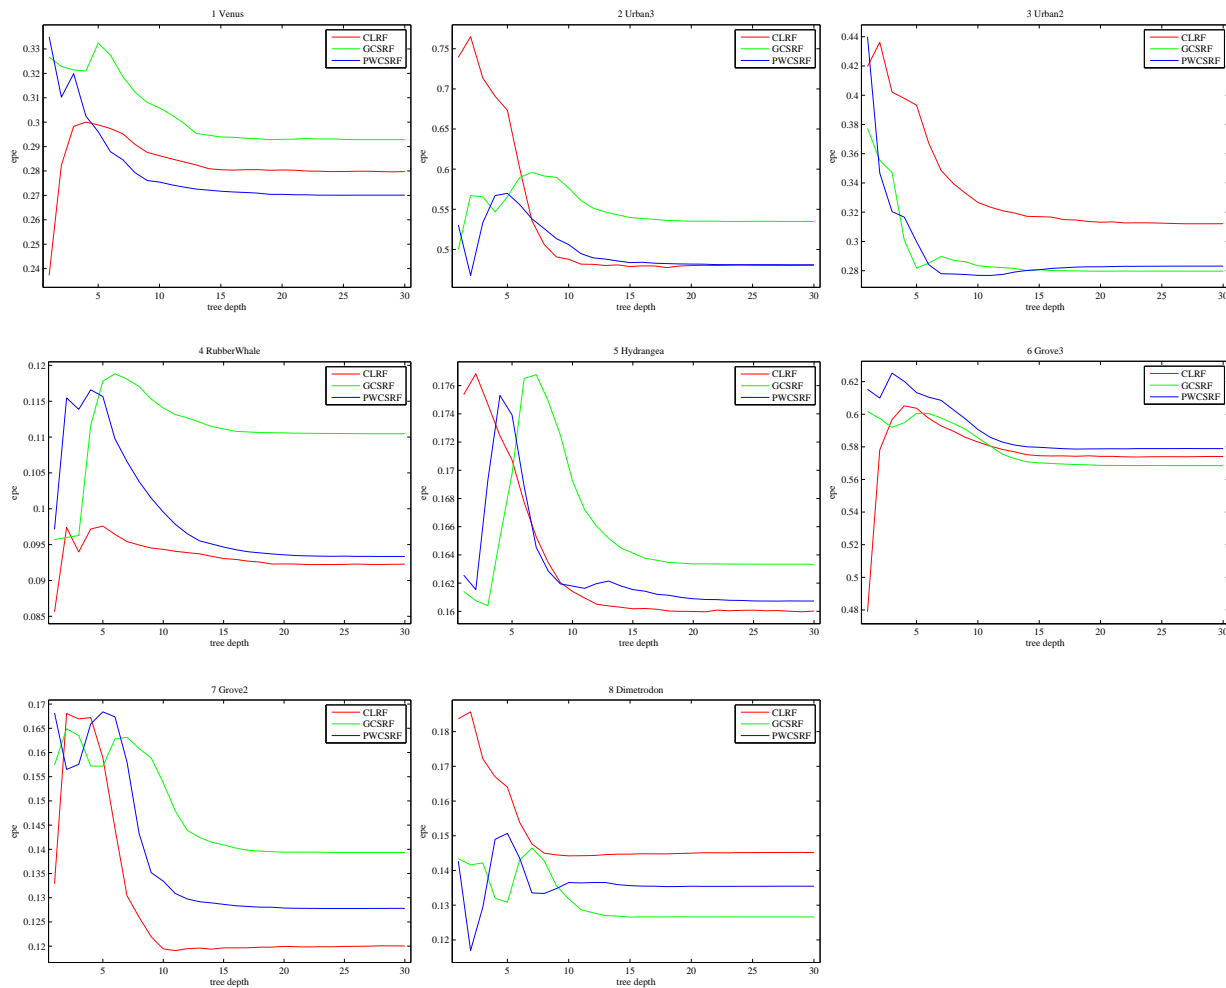 1 Venus
0.33
0.32
0.31
0.3
0.29
0.28
0.27
0.26
0.25
0.24
epe
5 10 15 20 25 30
tree depth
CLRF
GCSRF
PWCSRF
2 Urban3
0.75
0.7
0.65
0.6
0.55
0.5
epe
5 10 15 20 25 30
tree depth
CLRF
GCSRF
PWCSRF
3 Urban2
0.44
0.42
0.4
0.38
0.36
0.34
0.32
0.3
0.28
epe
5 10 15 20 25 30
tree depth
CLRF
GCSRF
PWCSRF
4 RubberWhale
0.12
0.115
0.11
0.105
0.1
0.095
0.09
0.085
epe
5 10 15 20 25 30
tree depth
CLRF
GCSRF
PWCSRF
5 Hydrangea
0.176
0.174
0.172
0.17
0.168
0.166
0.164
0.162
0.16
epe
5 10 15 20 25 30
tree depth
CLRF
GCSRF
PWCSRF
6 Grove3
0.62
0.6
0.58
0.56
0.54
0.52
0.5
0.48
epe
5 10 15 20 25 30
tree depth
CLRF
GCSRF
PWCSRF
7 Grove2
0.17
0.165
0.16
0.155
0.15
0.145
0.14
0.135
0.13
0.125
0.12
epe
5 10 15 20 25 30
tree depth
CLRF
GCSRF
PWCSRF
8 Dimetrodon
0.18
0.17
0.16
0.15
0.14
0.13
0.12
epe
5 10 15 20 25 30
tree depth
CLRF
GCSRF
PWCSRF